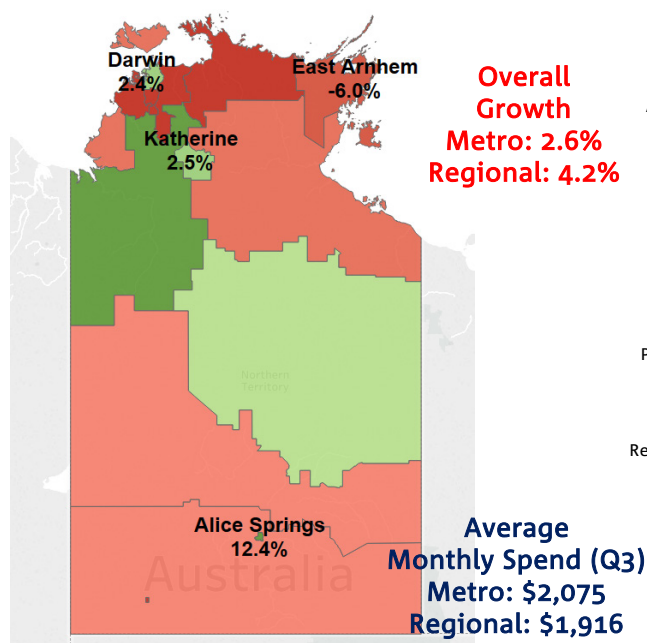 Darwin
2.4%
East Arnhem
-6.0%
Katherine
2.5%
Overall
Growth
Metro: 2.6%
Regional: 4.2%
Northern
Territory
P
Re
Alice Springs
12.4%
Australia
Average
Monthly Spend (Q3)
Metro: $2,075
Regional: $1,916